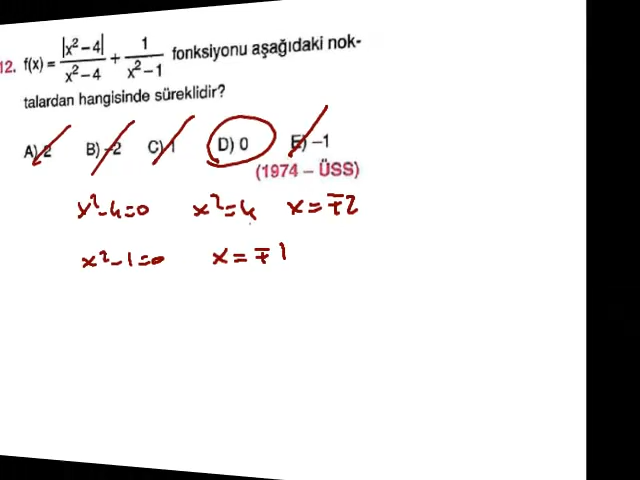 12. f(x) = |x² – 4| / x² – 4 + 1 / x² – 1 fonksiyonu aşağıdaki nok-
talardan hangisinde süreklidir?
A) 2 B) –2 C) 1 D) 0 E) –1
(1974 – ÜSS)
x²-4=0 x²=4 x=∓2
x²-1=0 x=∓1